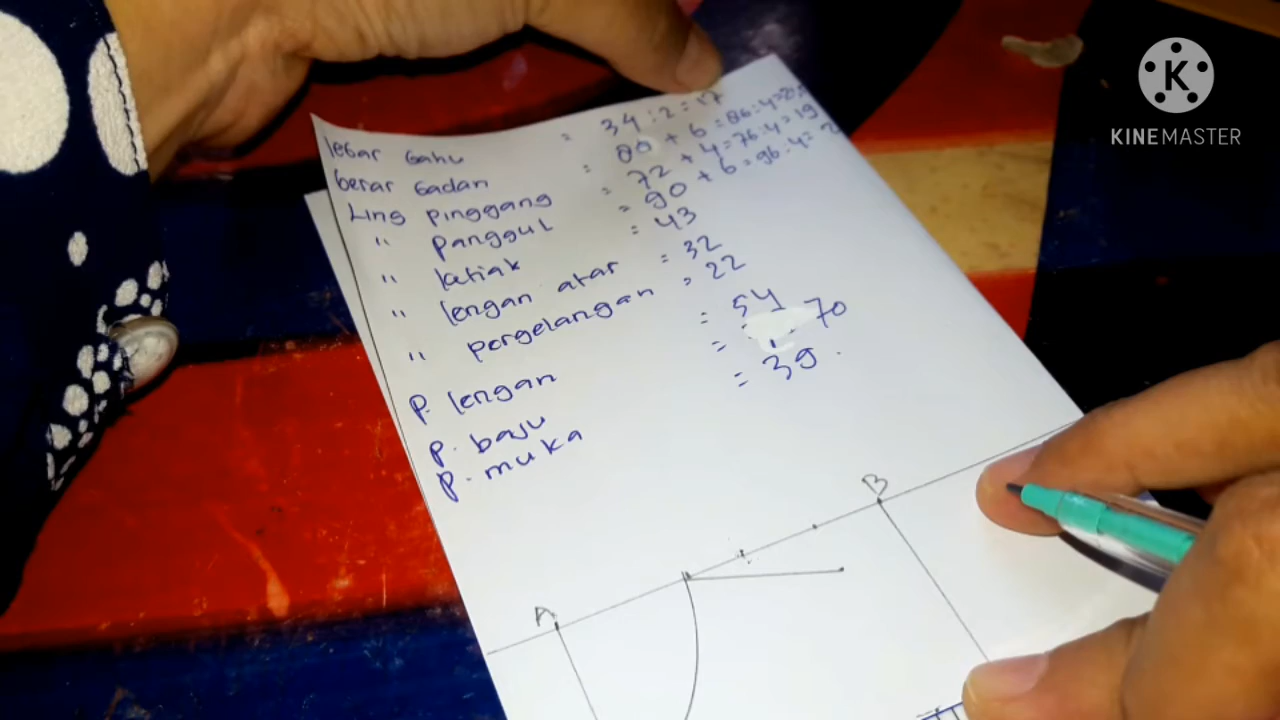 lebar bahu = 34 : 2 = 17
besar badan = 80 + 6 = 86 : 4 = 21,5
Ling pinggang = 72 + 4 = 76 : 4 = 19
" panggul = 90 + 6 = 96 : 4 = 2
" ketiak = 43
" lengan atas = 32
" pergelangan = 22
p. lengan = 54
p. baju = 70
p. muka = 39.
A
B
K
KINEMASTER